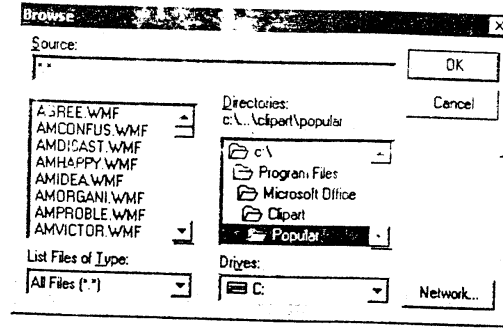 Browse
Source:
*.*
OK
Cancel
AGREE.WMF
AMCONFUS.WMF
AMDISAST.WMF
AMHAPPY.WMF
AMIDEA.WMF
AMORGANI.WMF
AMPROBLE.WMF
AMVICTOR.WMF
Directories:
c:\...\clipart\popular
c:\
Program Files
Microsoft Office
Clipart
Popular
List Files of Type:
All Files (*.*)
Drives:
C:
Network...